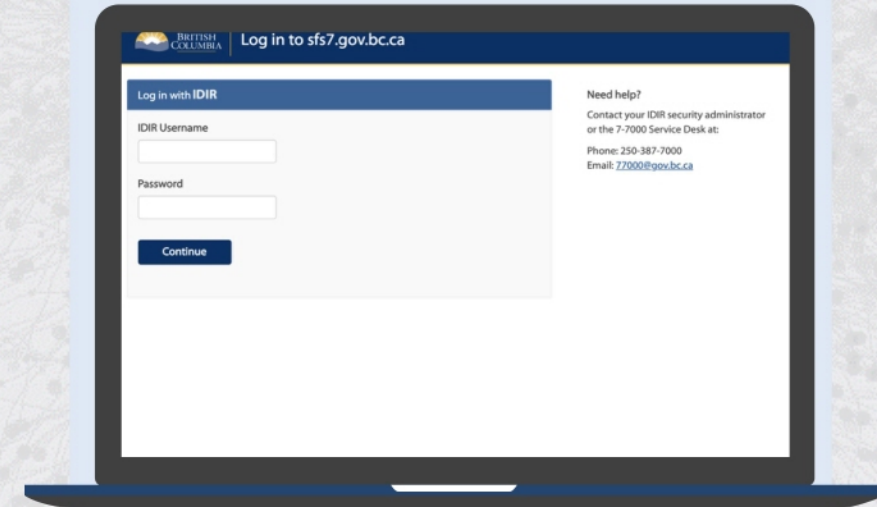 BRITISH
COLUMBIA
Log in to sfs7.gov.bc.ca
Log in with IDIR
IDIR Username
Password
Continue
Need help?
Contact your IDIR security administrator
or the 7-7000 Service Desk at:
Phone: 250-387-7000
Email: 77000@gov.bc.ca